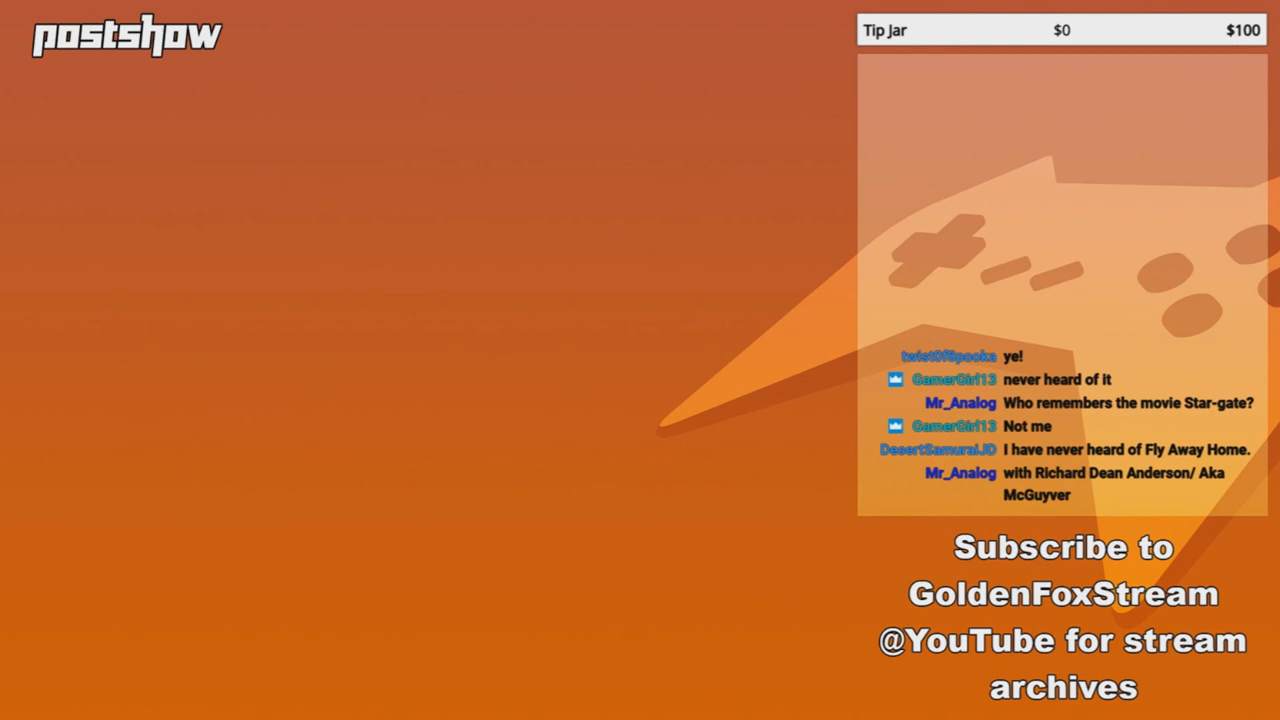 postshow
Tip Jar $0 $100
twist0fspooka ye!
GamerGirl13 never heard of it
Mr_Analog Who remembers the movie Star-gate?
GamerGirl13 Not me
DesertSamuraiJD I have never heard of Fly Away Home.
Mr_Analog with Richard Dean Anderson/ Aka
McGuyver
Subscribe to
GoldenFoxStream
@YouTube for stream
archives